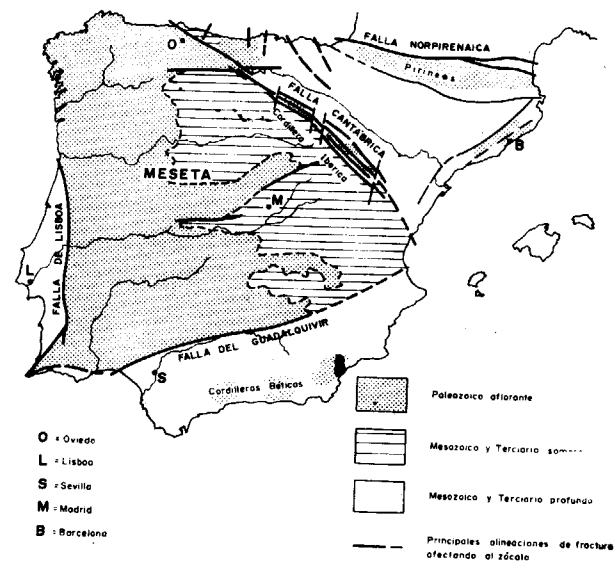 FALLA NORPIRENAICA
Pirineos
O
FALLA CANTABRICA
Cordillera Iberica
B
MESETA
M
FALLA DE LISBOA
L
FALLA DEL GUADALQUIVIR
S
Cordilleras Béticas
O = Oviedo
L = Lisboa
S = Sevilla
M = Madrid
B = Barcelona
Paleozoico aflorante
Mesozoico y Terciario
Mesozoico y Terciario profundo
Principales alineaciones de fractura
afectando al zócalo